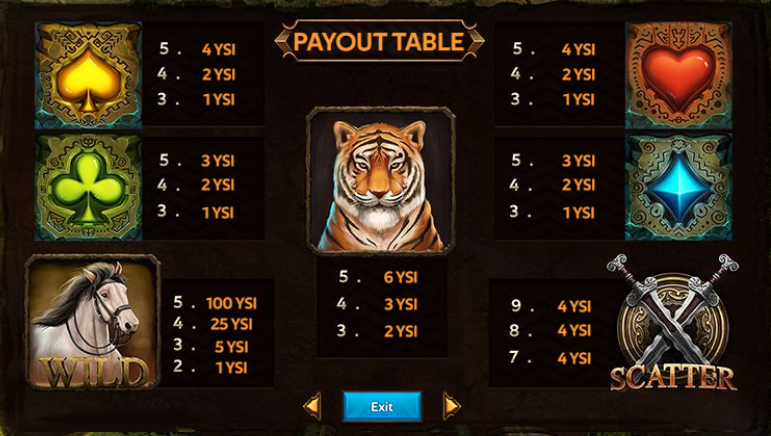 PAYOUT TABLE
5 . 4 YSI
4 . 2 YSI
3 . 1 YSI
5 . 4 YSI
4 . 2 YSI
3 . 1 YSI
5 . 3 YSI
4 . 2 YSI
3 . 1 YSI
5 . 3 YSI
4 . 2 YSI
3 . 1 YSI
WILD
5 . 100 YSI
4 . 25 YSI
3 . 5 YSI
2 . 1 YSI
5 . 6 YSI
4 . 3 YSI
3 . 2 YSI
9 . 4 YSI
8 . 4 YSI
7 . 4 YSI
SCATTER
Exit